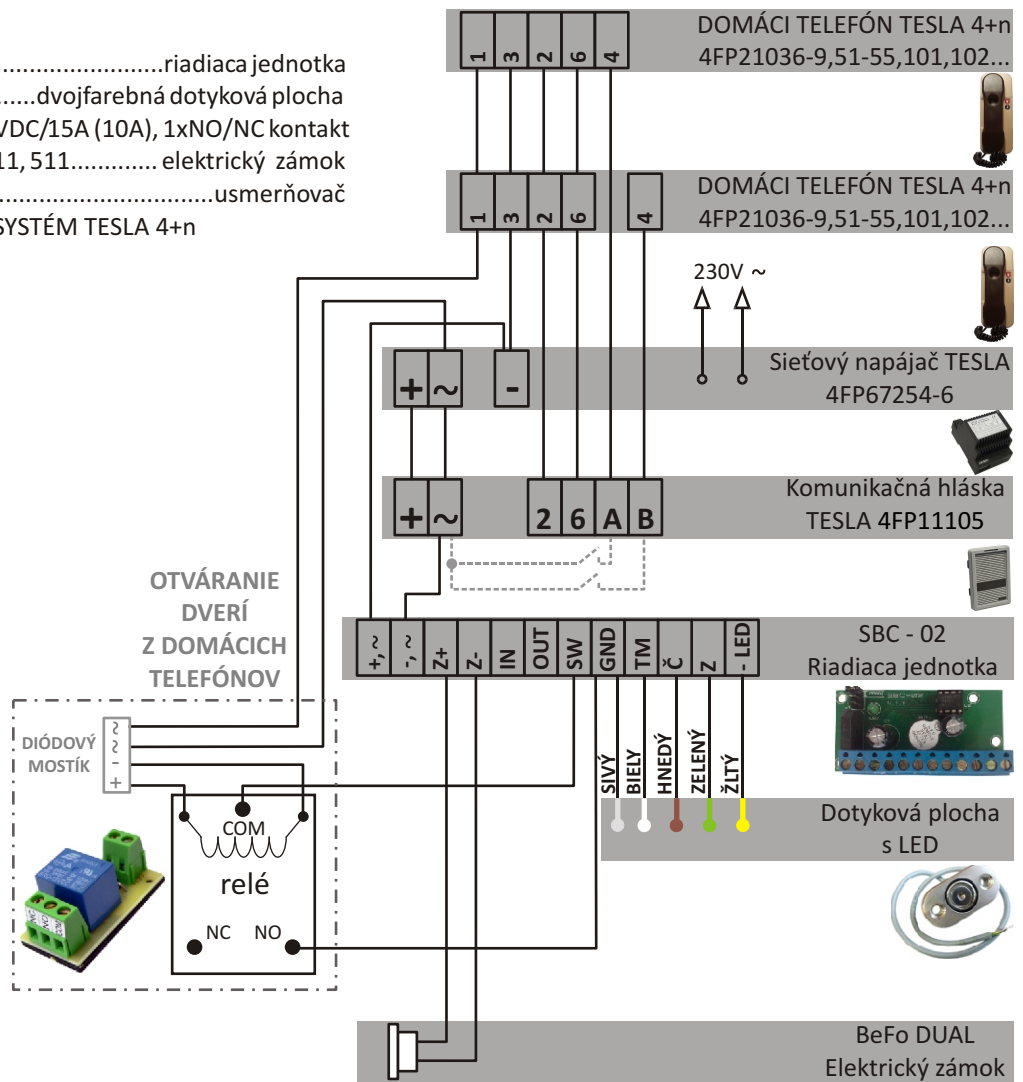 DOMÁCI TELEFÓN TESLA 4+n
4FP21036-9,51-55,101,102...
1 3 2 6 4
.......................riadiaca jednotka
......dvojfarebná dotyková plocha
VDC/15A (10A), 1xNO/NC kontakt
11, 511............. elektrický zámok
.................................usmerňovač
SYSTÉM TESLA 4+n
DOMÁCI TELEFÓN TESLA 4+n
4FP21036-9,51-55,101,102...
1 3 2 6 4
230V ~
Sieťový napájač TESLA
4FP67254-6
+ ~ -
Komunikačná hláska
TESLA 4FP11105
+ ~ 2 6 A B
OTVÁRANIE
DVERÍ
Z DOMÁCICH
TELEFÓNOV
+, ~ -, ~ Z+ Z- IN OUT SW GND TM Č Z - LED
SBC - 02
Riadiaca jednotka
DIÓDOVÝ
MOSTÍK
~
~
-
+
SIVÝ
BIELY
HNEDÝ
ZELENÝ
ŽLTÝ
Dotyková plocha
s LED
COM
relé
NC NO
NC NO COM
BeFo DUAL
Elektrický zámok